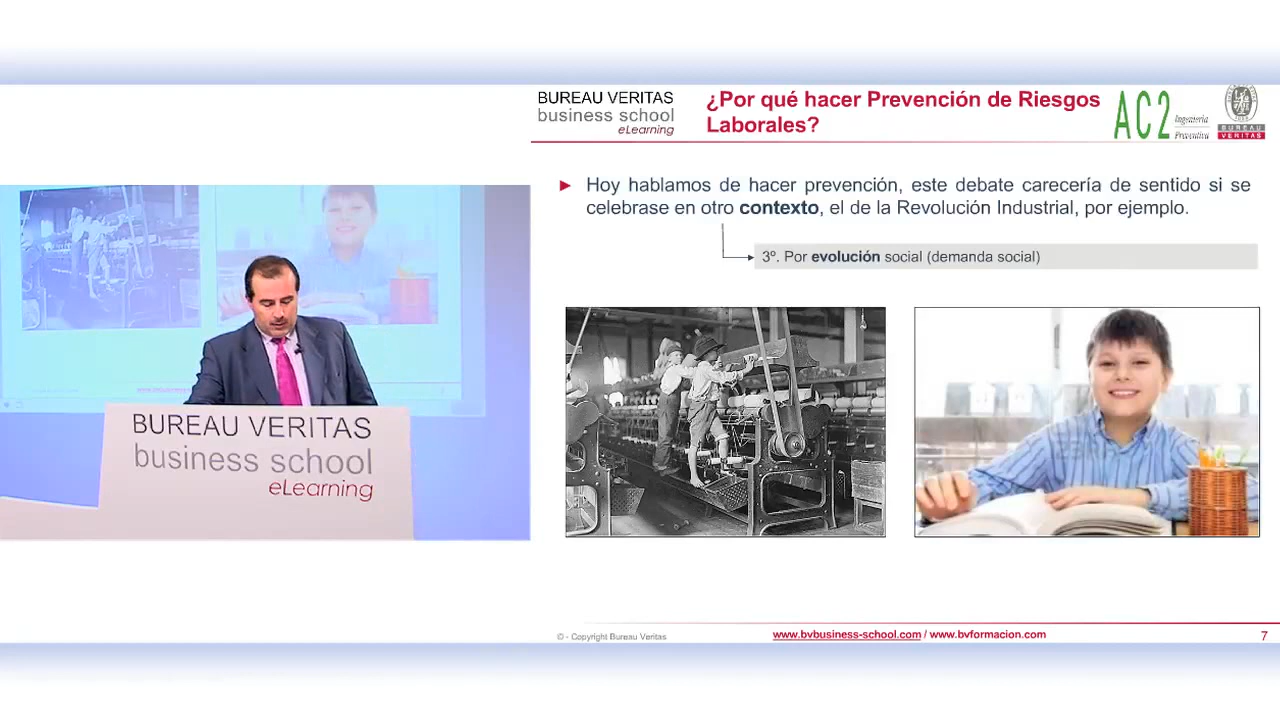 BUREAU VERITAS
business school
eLearning
¿Por qué hacer Prevención de Riesgos
Laborales?
AC2
Ingeniería
Preventiva
BUREAU
VERITAS
► Hoy hablamos de hacer prevención, este debate carecería de sentido si se
celebrase en otro contexto, el de la Revolución Industrial, por ejemplo.
3º. Por evolución social (demanda social)
BUREAU VERITAS
business school
eLearning
© - Copyright Bureau Veritas
www.bvbusiness-school.com / www.bvformacion.com
7